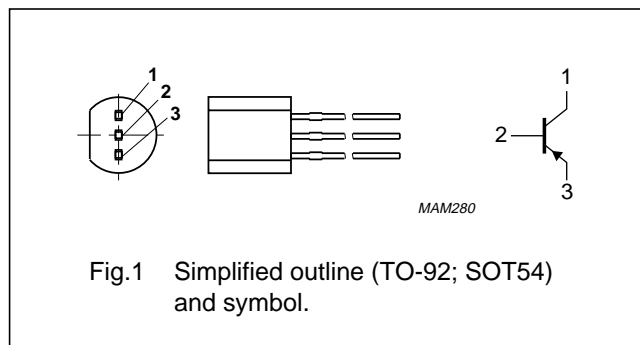 1
2
3
1
2
3
MAM280
Fig.1 Simplified outline (TO-92; SOT54)
and symbol.